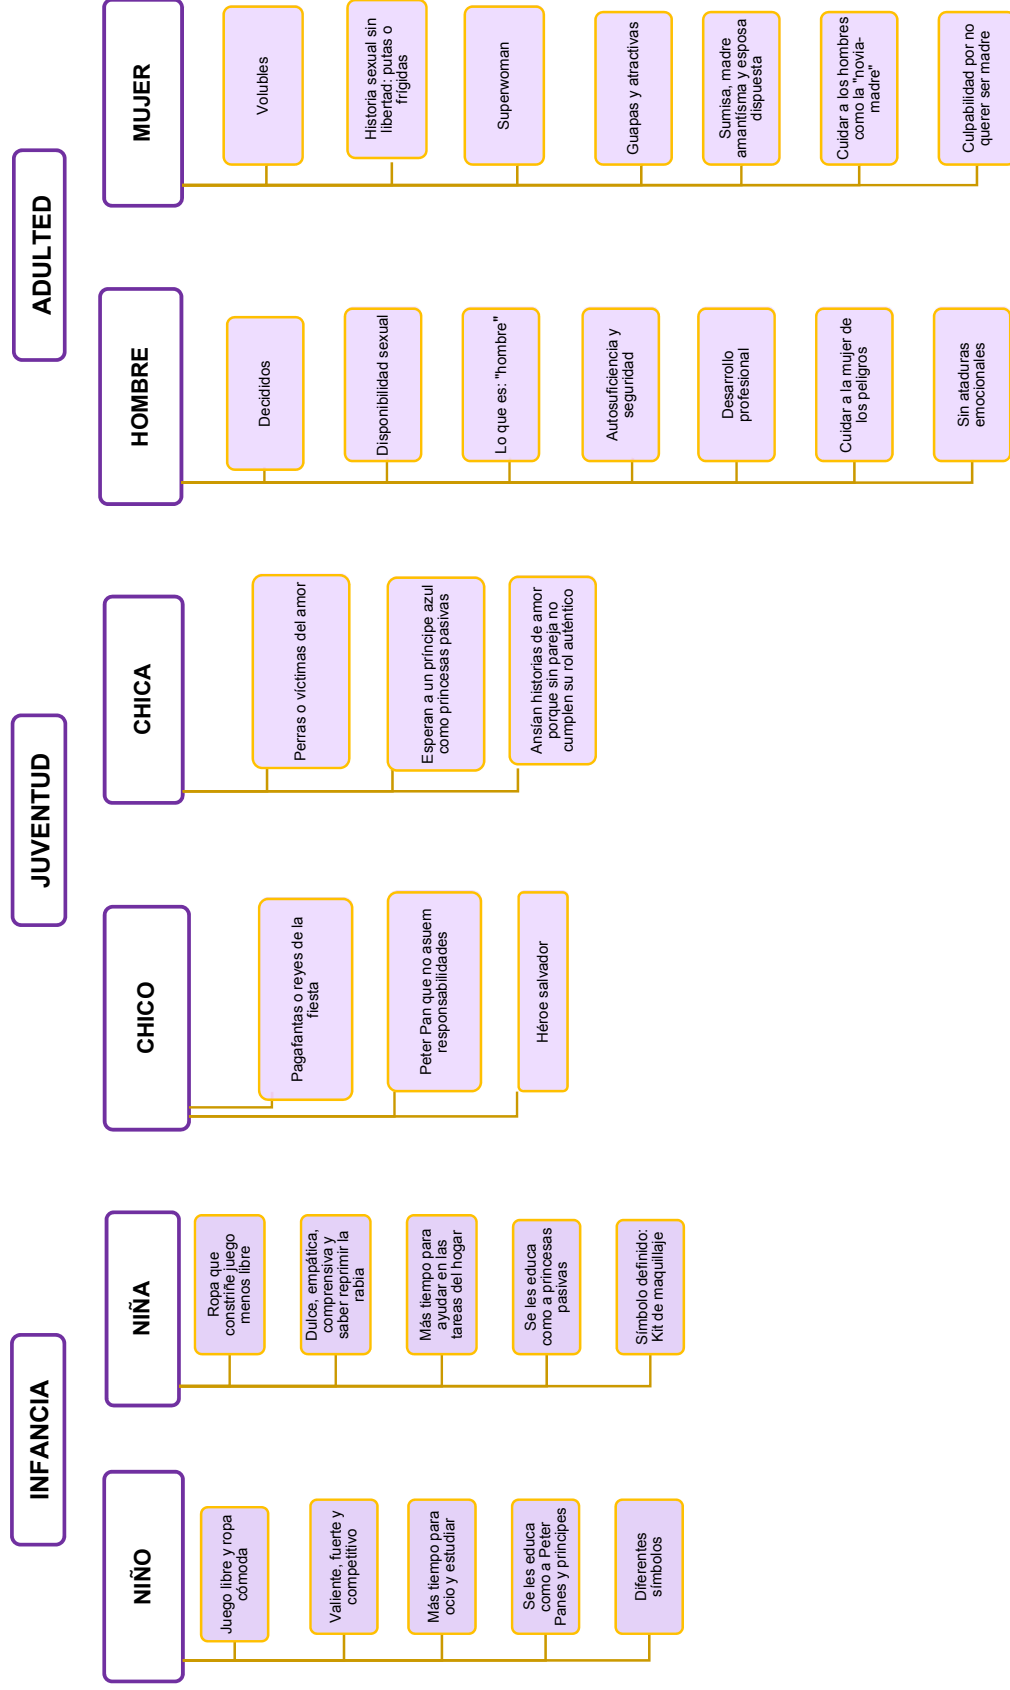 INFANCIA
NIÑO
Juego libre y ropa
cómoda
Valiente, fuerte y
competitivo
Más tiempo para
ocio y estudiar
Se les educa
como a Peter
Panes y principes
Diferentes
símbolos
NIÑA
Ropa que
constriñe juego
menos libre
Dulce, empática,
comprensiva y
saber reprimir la
rabia
Más tiempo para
ayudar en las
tareas del hogar
Se les educa
como a princesas
pasivas
Símbolo definido:
Kit de maquillaje
JUVENTUD
CHICO
Pagafantas o reyes de la
fiesta
Peter Pan que no asuem
responsabilidades
Héroe salvador
CHICA
Perras o víctimas del amor
Esperan a un príncipe azul
como princesas pasivas
Ansían historias de amor
porque sin pareja no
cumplen su rol auténtico
ADULTED
HOMBRE
Decididos
Disponibilidad sexual
Lo que es: "hombre"
Autosuficiencia y
seguridad
Desarrollo
profesional
Cuidar a la mujer de
los peligros
Sin ataduras
emocionales
MUJER
Volubles
Historia sexual sin
libertad: putas o
frígidas
Superwoman
Guapas y atractivas
Sumisa, madre
amantísma y esposa
dispuesta
Cuidar a los hombres
como la "novia-
madre"
Culpabilidad por no
querer ser madre